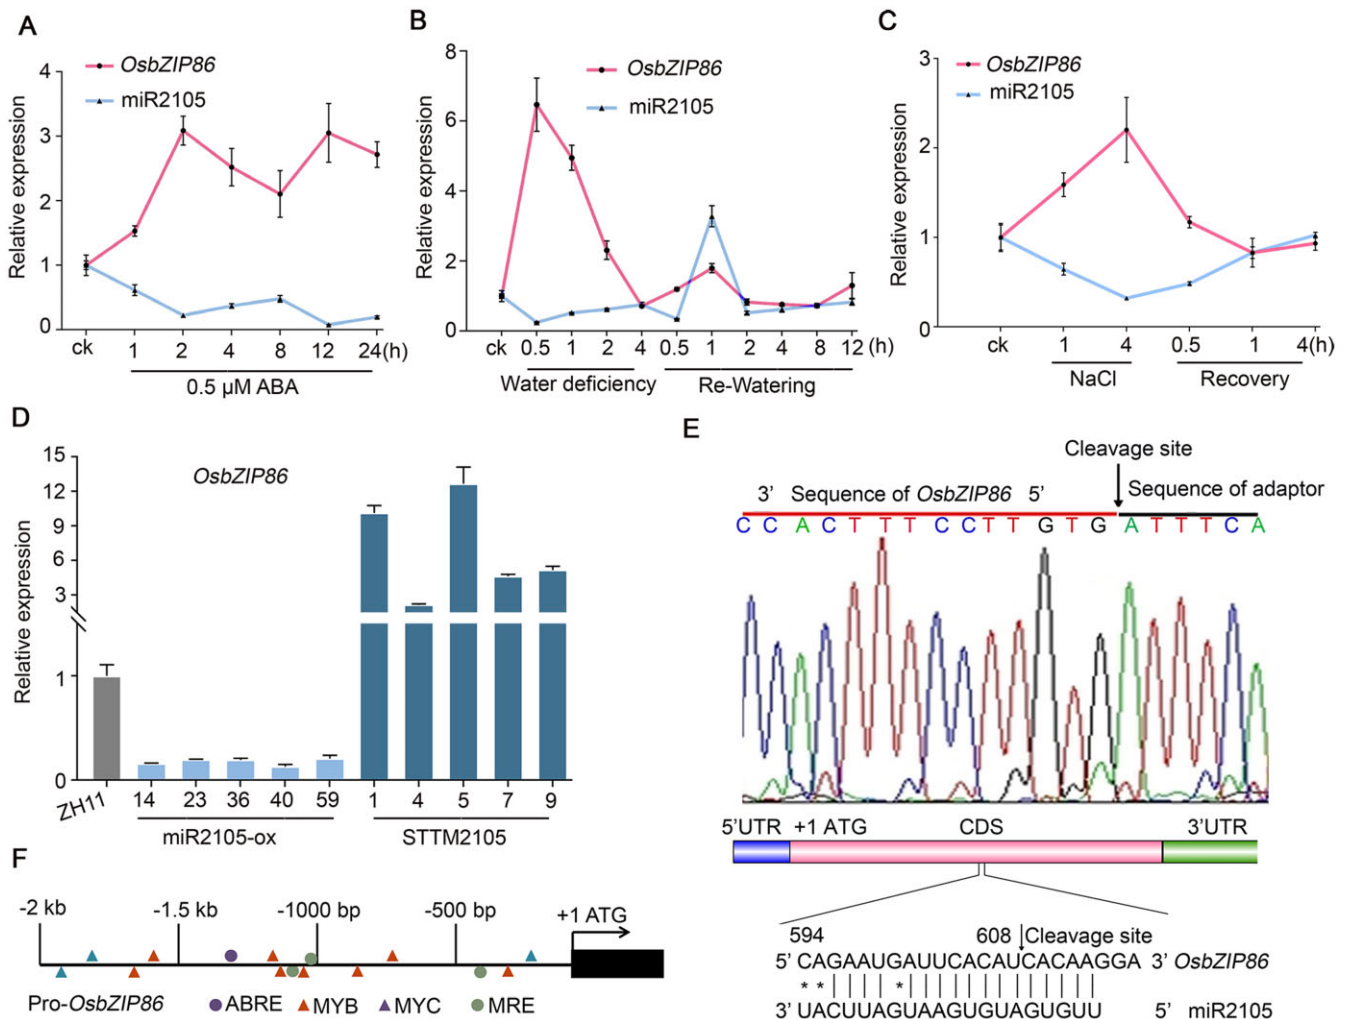 A
OsbZIP86
miR2105
Relative expression
4
3
2
1
0
ck 1 2 4 8 12 24(h)
0.5 µM ABA
B
OsbZIP86
miR2105
Relative expression
8
6
4
2
0
ck 0.5 1 2 4 0.5 1 2 4 8 12 (h)
Water deficiency Re-Watering
C
OsbZIP86
miR2105
Relative expression
3
2
1
0
ck 1 4 0.5 1 4(h)
NaCl Recovery
D
OsbZIP86
Relative expression
15
12
9
6
3
1
0
ZH11 14 23 36 40 59 1 4 5 7 9
miR2105-ox STTM2105
E
Cleavage site
3’ Sequence of OsbZIP86 5’ Sequence of adaptor
C C A C T T T C C T T G T G A T T T C A
5’UTR +1 ATG CDS 3’UTR
594 608 Cleavage site
5’ CAGAAUGAUUCACAUCACAAGGA 3’ OsbZIP86
* * *
3’ UACUUAGUAAGUGUAGUGUU 5’ miR2105
F
-2 kb -1.5 kb -1000 bp -500 bp +1 ATG
Pro-OsbZIP86 ABRE MYB MYC MRE